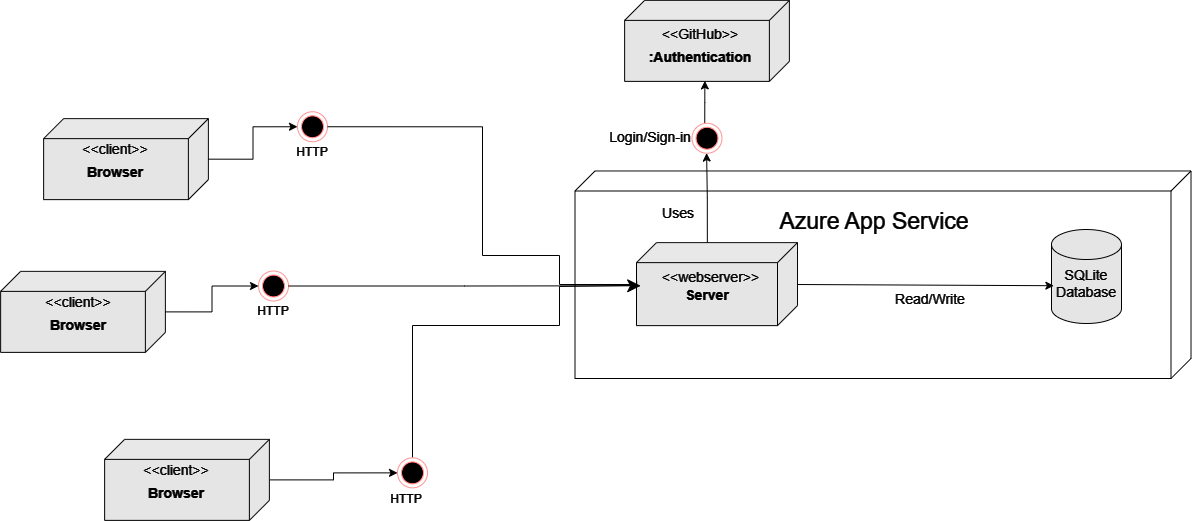 <<GitHub>>
:Authentication
Login/Sign-in
<<client>>
Browser
HTTP
Uses
Azure App Service
<<client>>
Browser
HTTP
<<webserver>>
Server
Read/Write
SQLite
Database
<<client>>
Browser
HTTP